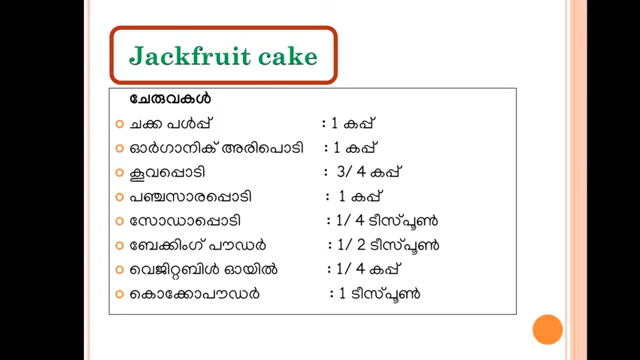 Jackfruit cake
ചേരുവകൾ
ചക്ക പൾപ്പ് : 1 കപ്പ്
ഓർഗാനിക് അരിപൊടി : 1 കപ്പ്
കൂവപ്പൊടി : 3/ 4 കപ്പ്
പഞ്ചസാരപ്പൊടി : 1 കപ്പ്
സോഡാപ്പൊടി : 1/ 4 ടീസ്പൂൺ
ബേക്കിംഗ് പൗഡർ : 1/ 2 ടീസ്പൂൺ
വെജിറ്റബിൾ ഓയിൽ : 1/ 4 കപ്പ്
കൊക്കോപൗഡർ : 1 ടീസ്പൂൺ